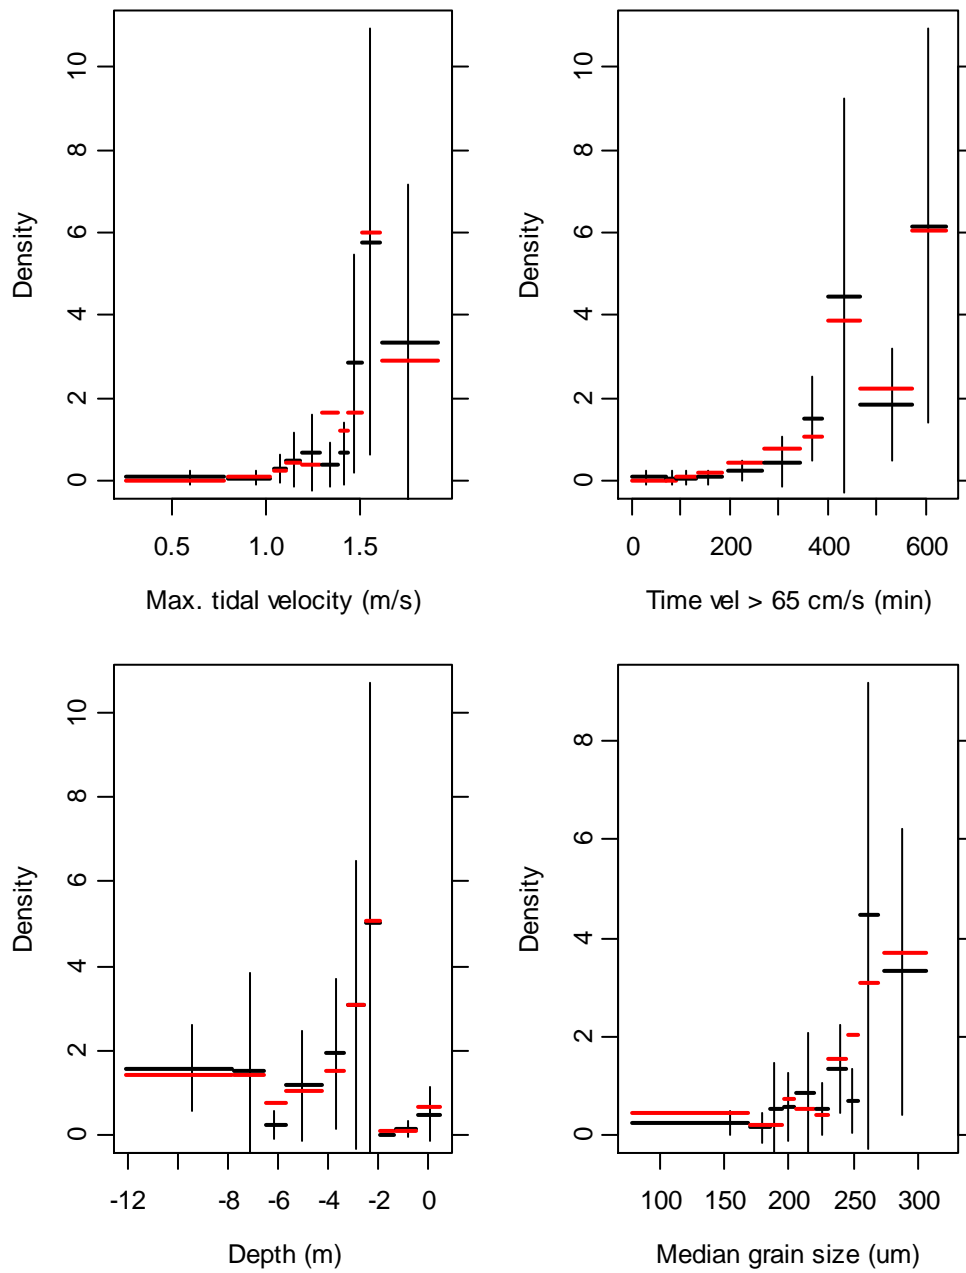 Density
0 2 4 6 8 10
0.5 1.0 1.5
Max. tidal velocity (m/s)
Density
0 2 4 6 8 10
0 200 400 600
Time vel > 65 cm/s (min)
Density
0 2 4 6 8 10
-12 -8 -6 -4 -2 0
Depth (m)
Density
0 2 4 6 8
100 150 200 250 300
Median grain size (um)